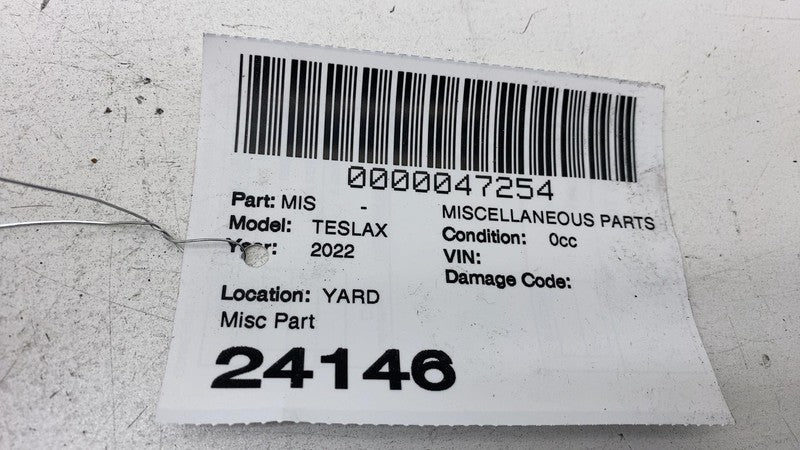 0000047254
Part: MIS - MISCELLANEOUS PARTS
Model: TESLAX Condition: 0cc
Year: 2022 VIN:
Damage Code:
Location: YARD
Misc Part
24146